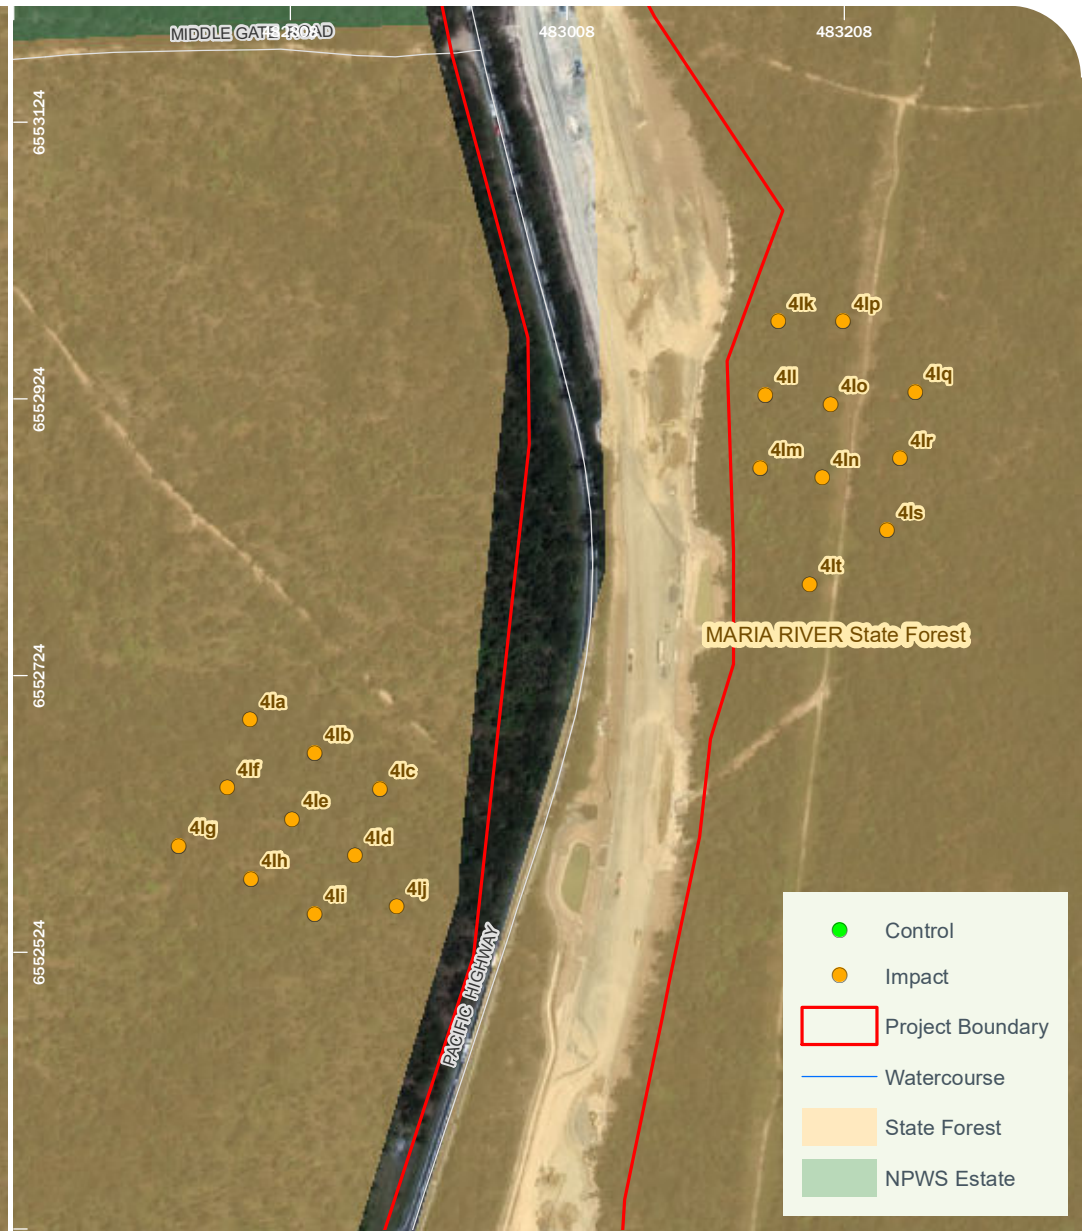 MIDDLE GATE ROAD
482808
483008
483208
6553124
6552924
6552724
6552524
4Ik
4Ip
4Il
4Io
4Iq
4Im
4In
4Ir
4Is
4It
MARIA RIVER State Forest
4Ia
4Ib
4If
4Ic
4Ie
4Ig
4Id
4Ih
4Ii
4Ij
PACIFIC HIGHWAY
Control
Impact
Project Boundary
Watercourse
State Forest
NPWS Estate